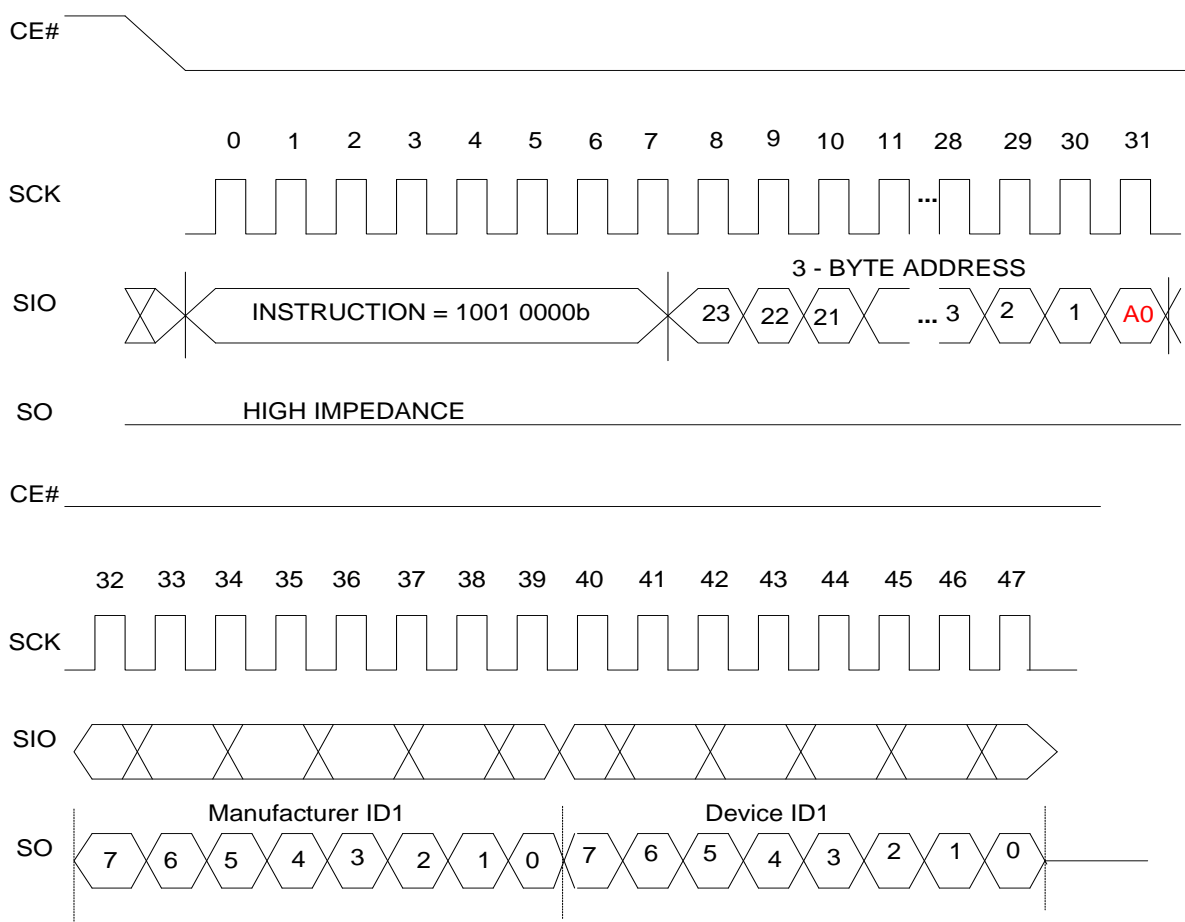 CE#
0 1 2 3 4 5 6 7 8 9 10 11 28 29 30 31
SCK ...
3 - BYTE ADDRESS
SIO INSTRUCTION = 1001 0000b 23 22 21 ... 3 2 1 A0
SO HIGH IMPEDANCE
CE#
32 33 34 35 36 37 38 39 40 41 42 43 44 45 46 47
SCK
SIO
Manufacturer ID1 Device ID1
SO 7 6 5 4 3 2 1 0 7 6 5 4 3 2 1 0